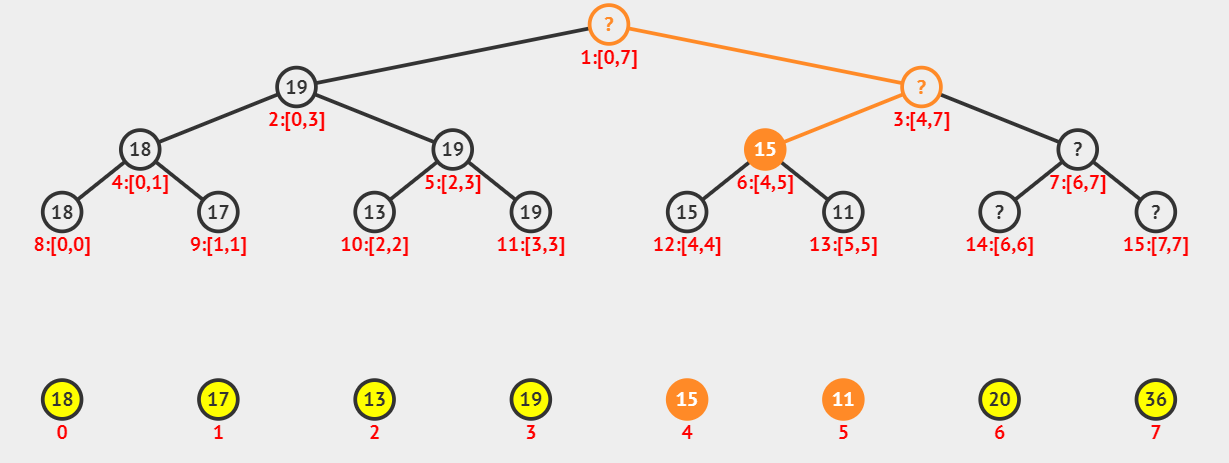 ?
1:[0,7]
19 ?
2:[0,3] 3:[4,7]
18 19 15 ?
4:[0,1] 5:[2,3] 6:[4,5] 7:[6,7]
18 17 13 19 15 11 ? ?
8:[0,0] 9:[1,1] 10:[2,2] 11:[3,3] 12:[4,4] 13:[5,5] 14:[6,6] 15:[7,7]
18 17 13 19 15 11 20 36
0 1 2 3 4 5 6 7